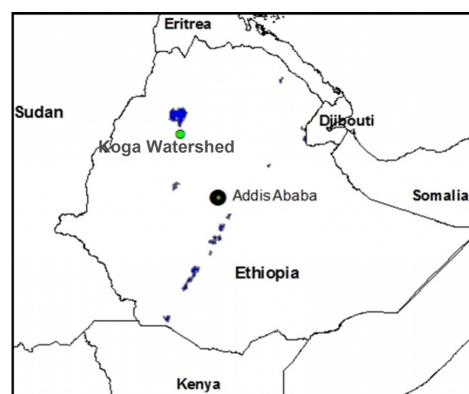 Eritrea
Sudan
Djibouti
Koga Watershed
Addis Ababa
Somalia
Ethiopia
Kenya